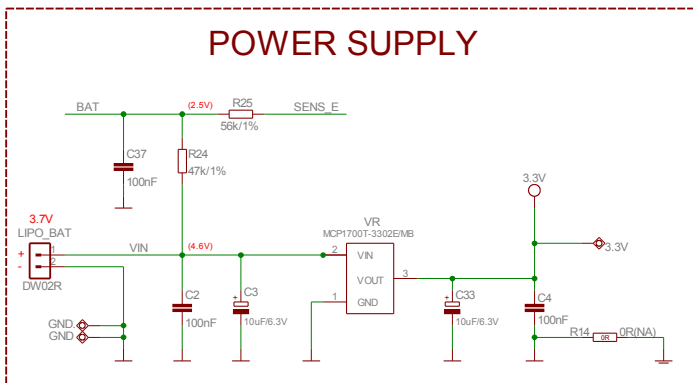 POWER SUPPLY
BAT
(2.5V)
R25
SENS_E
56k/1%
C37
100nF
R24
47k/1%
3.7V
LIPO_BAT
VIN
(4.6V)
+
-
1
2
DW02R
VR
MCP1700T-3302E/MB
2
VIN
VOUT
3
1
GND
3.3V
3.3V
C2
100nF
+
C3
10uF/6.3V
+
C33
10uF/6.3V
C4
100nF
GND
GND
R14
0R
0R(NA)